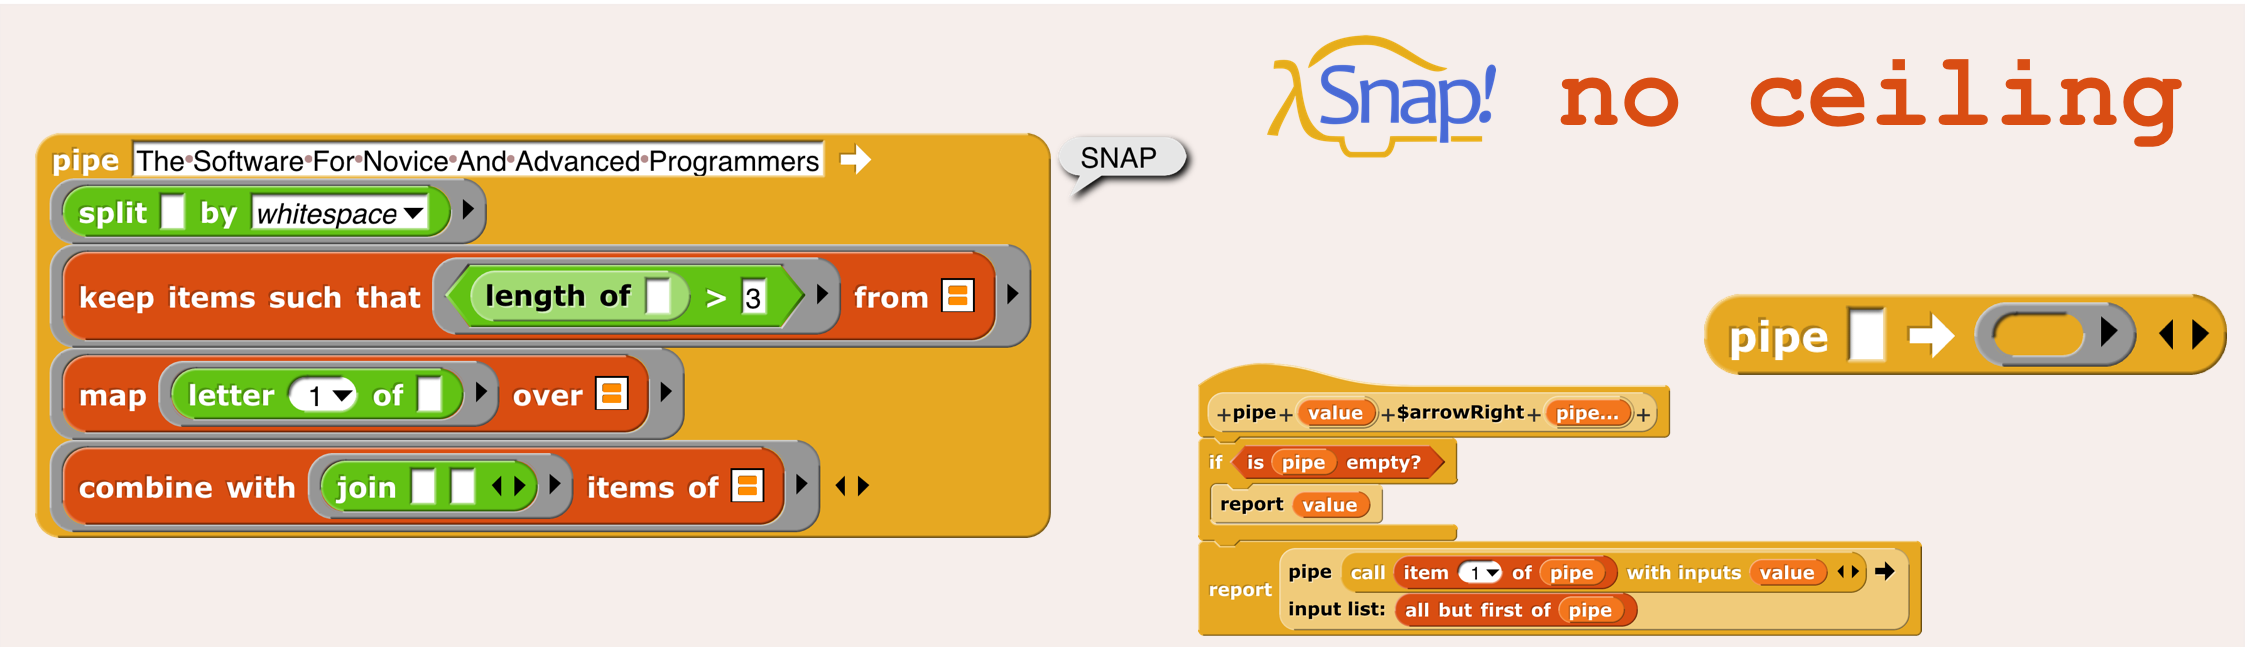 λSnap! no ceiling
pipe The Software For Novice And Advanced Programmers
SNAP
split by whitespace
keep items such that length of > 3 from
map letter 1 of over
combine with join items of
pipe
+pipe+ value +$arrowRight+ pipe... +
if is pipe empty?
report value
report pipe call item 1 of pipe with inputs value
input list: all but first of pipe